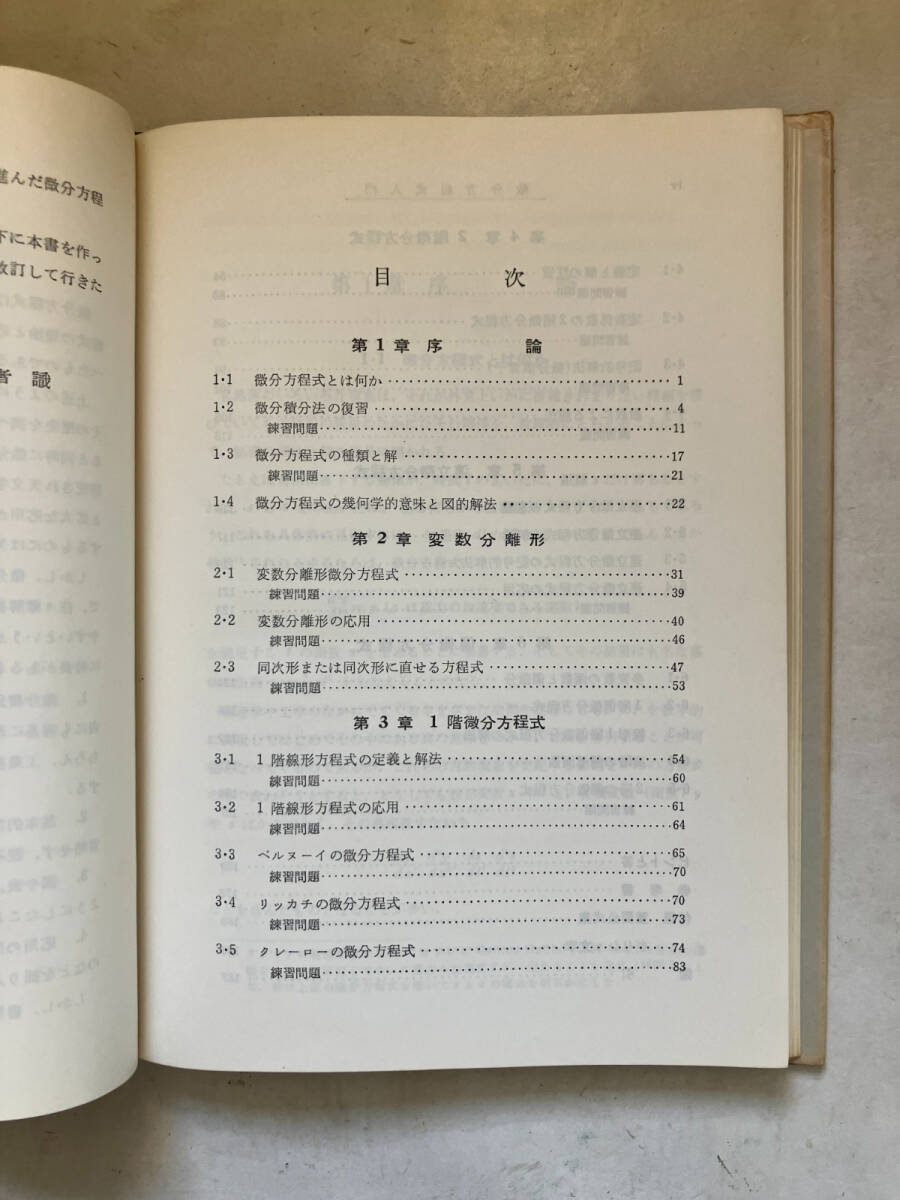 進んだ微分方程
下に本書を作っ
改訂して行きた
者 識
目 次
第1章 序 論
1・1 微分方程式とは何か 1
1・2 微分積分法の復習 4
練習問題 11
1・3 微分方程式の種類と解 17
練習問題 21
1・4 微分方程式の幾何学的意味と図的解法 22
第2章 変数分離形
2・1 変数分離形微分方程式 31
練習問題 39
2・2 変数分離形の応用 40
練習問題 46
2・3 同次形または同次形に直せる方程式 47
練習問題 53
第3章 1階微分方程式
3・1 1階線形方程式の定義と解法 54
練習問題 60
3・2 1階線形方程式の応用 61
練習問題 64
3・3 ベルヌーイの微分方程式 65
練習問題 70
3・4 リッカチの微分方程式 70
練習問題 73
3・5 クレーローの微分方程式 74
練習問題 83